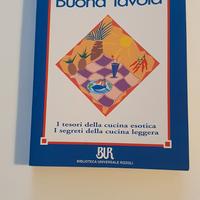 Buona Tavola
I tesori della cucina esotica
I segreti della cucina leggera
BUR
BIBLIOTECA UNIVERSALE RIZZOLI